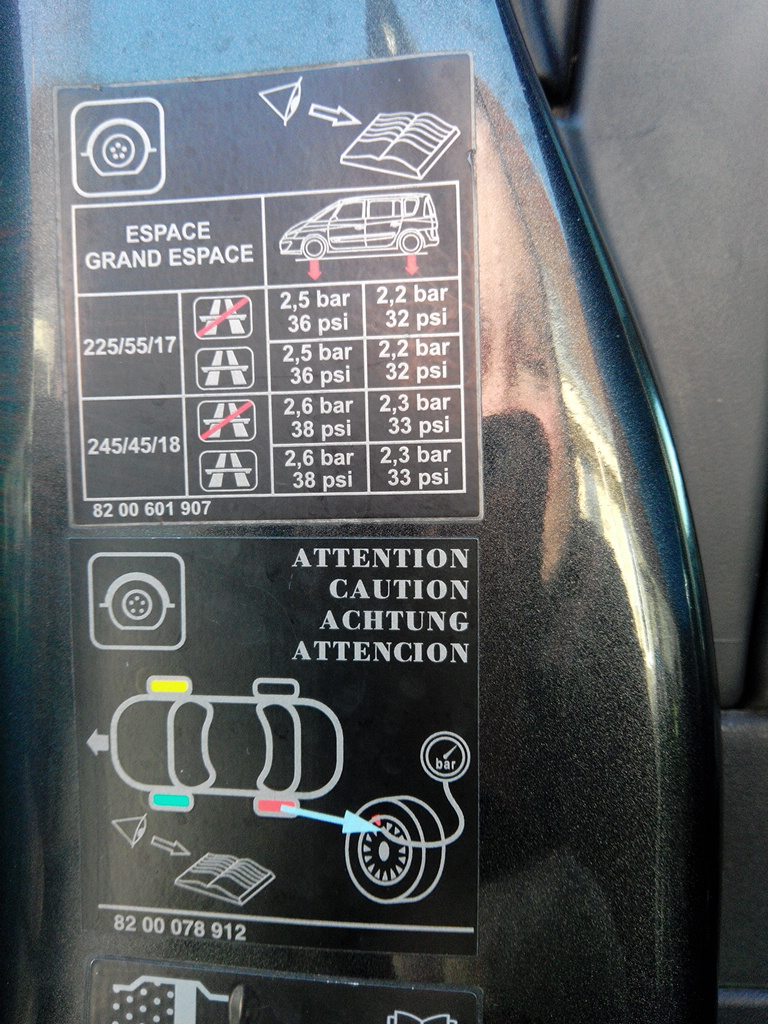 ESPACE
GRAND ESPACE
225/55/17
2,5 bar
36 psi
2,2 bar
32 psi
2,5 bar
36 psi
2,2 bar
32 psi
245/45/18
2,6 bar
38 psi
2,3 bar
33 psi
2,6 bar
38 psi
2,3 bar
33 psi
82 00 601 907
ATTENTION
CAUTION
ACHTUNG
ATTENCION
bar
82 00 078 912